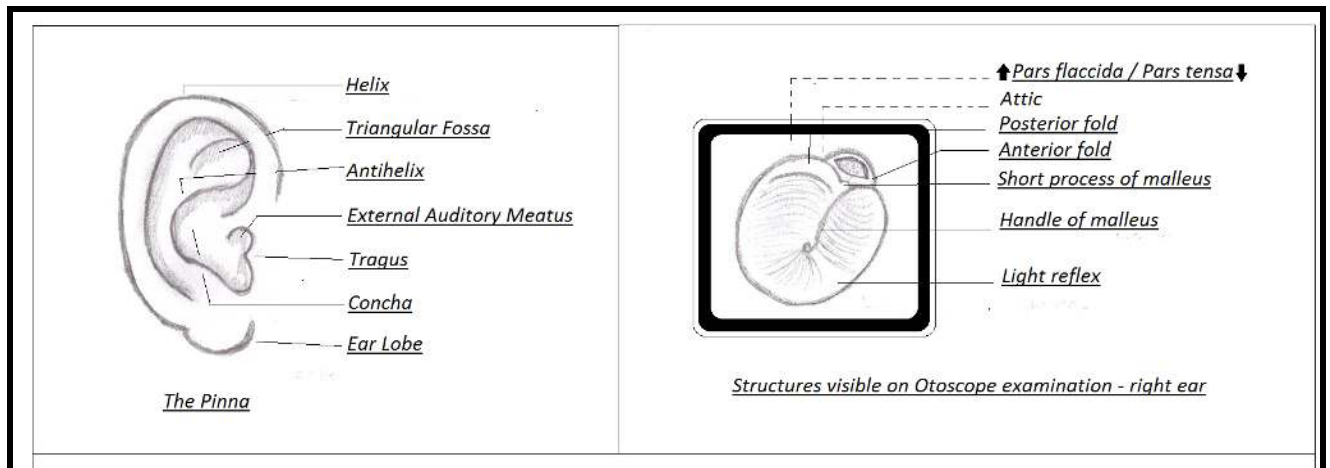 Helix
Triangular Fossa
Antihelix
External Auditory Meatus
Tragus
Concha
Ear Lobe
The Pinna
⬆Pars flaccida / Pars tensa⬇
Attic
Posterior fold
Anterior fold
Short process of malleus
Handle of malleus
Light reflex
Structures visible on Otoscope examination - right ear